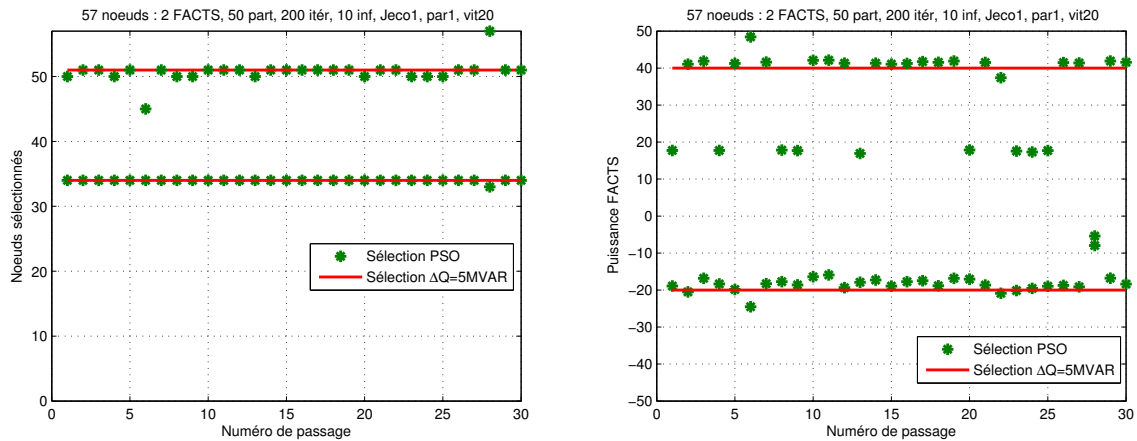 57 noeuds : 2 FACTS, 50 part, 200 itér, 10 inf, Jeco1, par1, vit20
Noeuds sélectionnés
50
40
30
20
10
0
Sélection PSO
Sélection ΔQ=5MVAR
0 5 10 15 20 25 30
Numéro de passage
57 noeuds : 2 FACTS, 50 part, 200 itér, 10 inf, Jeco1, par1, vit20
Puissance FACTS
50
40
30
20
10
0
−10
−20
−30
−40
−50
Sélection PSO
Sélection ΔQ=5MVAR
0 5 10 15 20 25 30
Numéro de passage